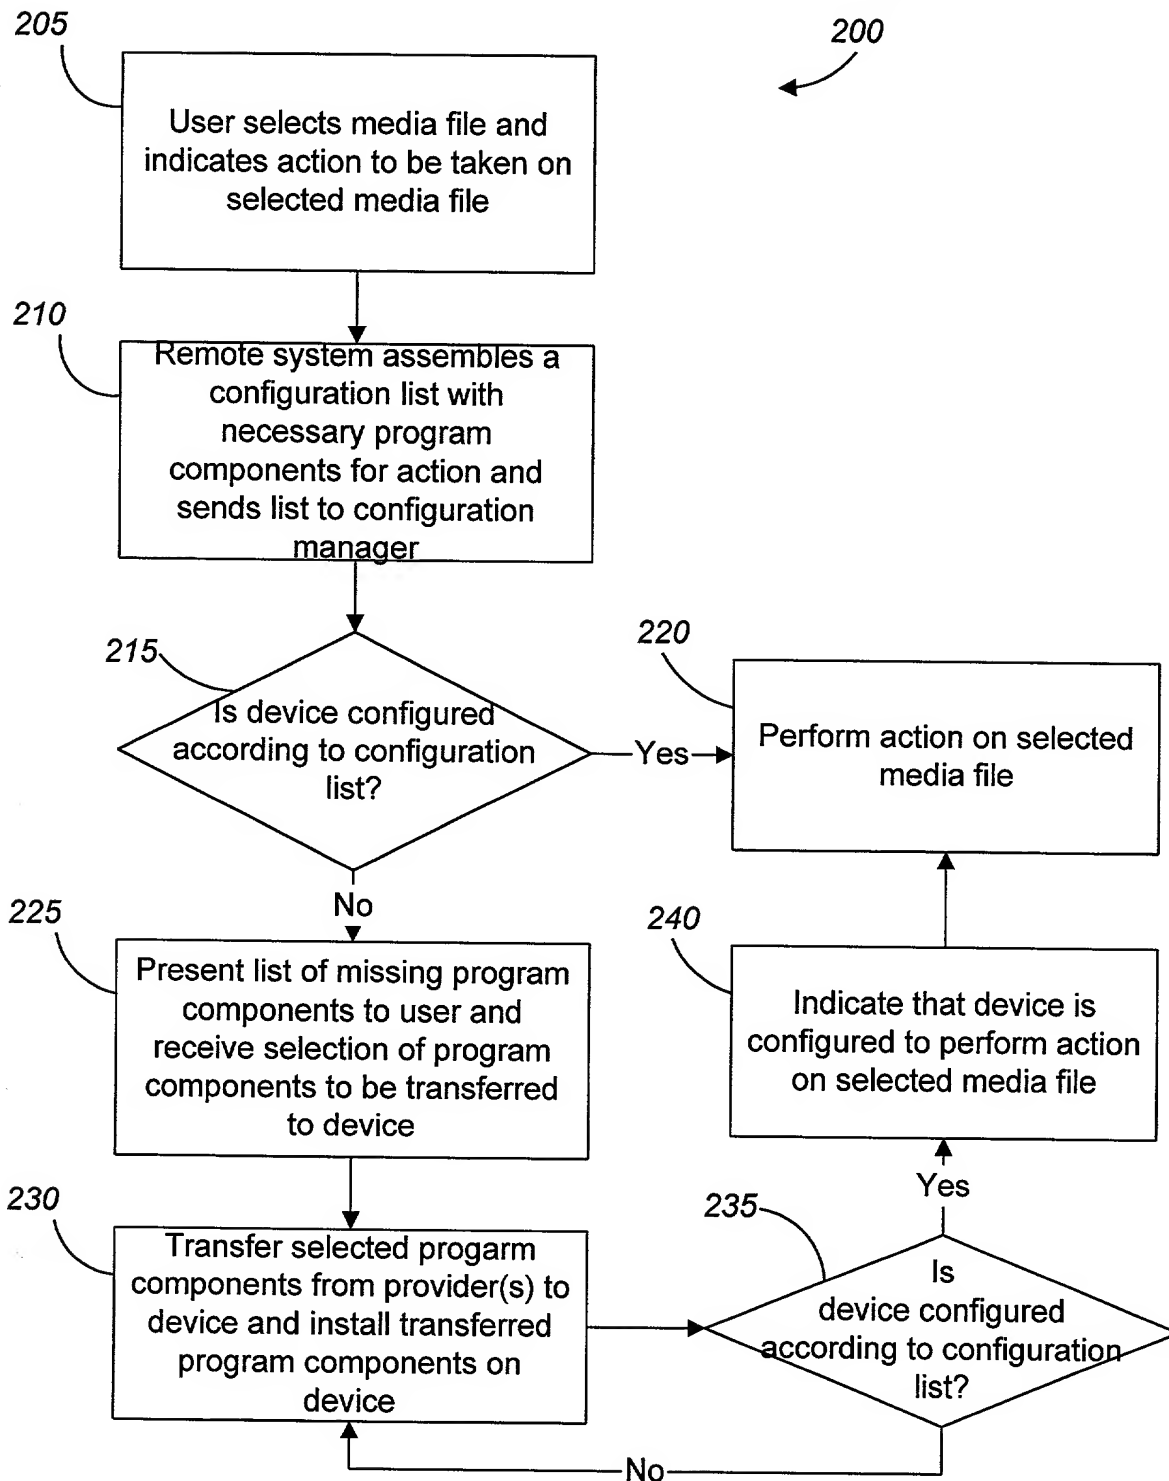 205
200
User selects media file and
indicates action to be taken on
selected media file
210
Remote system assembles a
configuration list with
necessary program
components for action and
sends list to configuration
manager
215
Is device configured
according to configuration
list?
Yes
220
Perform action on selected
media file
No
225
Present list of missing program
components to user and
receive selection of program
components to be transferred
to device
240
Indicate that device is
configured to perform action
on selected media file
230
Transfer selected progarm
components from provider(s) to
device and install transferred
program components on
device
Yes
235
Is
device configured
according to configuration
list?
No